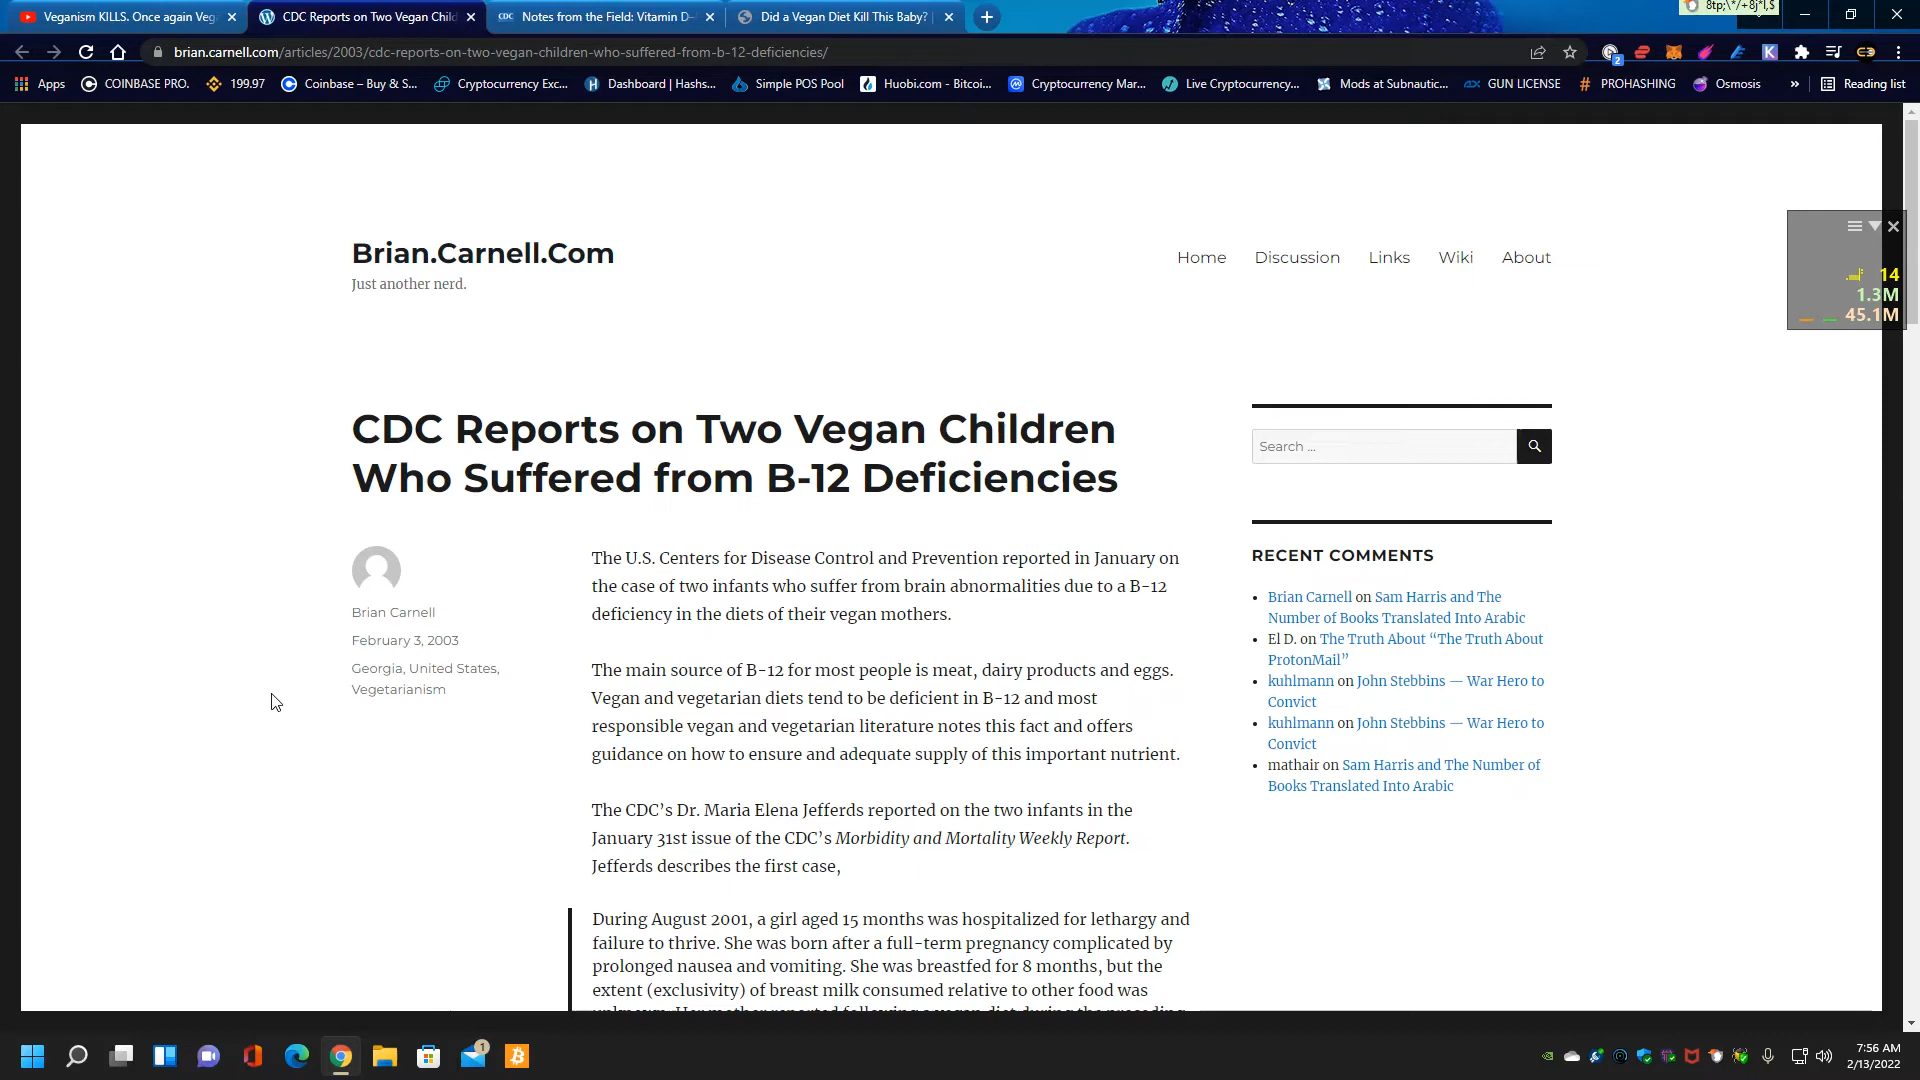 Veganism KILLS. Once again Veg
CDC Reports on Two Vegan Child
CDC Notes from the Field: Vitamin D
Did a Vegan Diet Kill This Baby?
8tp;\*/+8j*l,$
brian.carnell.com/articles/2003/cdc-reports-on-two-vegan-children-who-suffered-from-b-12-deficiencies/
2
K
Apps
COINBASE PRO.
199.97
Coinbase – Buy & S...
Cryptocurrency Exc...
Dashboard | Hashs...
Simple POS Pool
Huobi.com - Bitcoi...
Cryptocurrency Mar...
Live Cryptocurrency...
Mods at Subnautic...
GUN LICENSE
PROHASHING
Osmosis
»
Reading list
14
1.3M
45.1M
Brian.Carnell.Com
Just another nerd.
Home Discussion Links Wiki About
CDC Reports on Two Vegan Children
Who Suffered from B-12 Deficiencies
Brian Carnell
February 3, 2003
Georgia, United States,
Vegetarianism
The U.S. Centers for Disease Control and Prevention reported in January on
the case of two infants who suffer from brain abnormalities due to a B-12
deficiency in the diets of their vegan mothers.
The main source of B-12 for most people is meat, dairy products and eggs.
Vegan and vegetarian diets tend to be deficient in B-12 and most
responsible vegan and vegetarian literature notes this fact and offers
guidance on how to ensure and adequate supply of this important nutrient.
The CDC’s Dr. Maria Elena Jefferds reported on the two infants in the
January 31st issue of the CDC’s Morbidity and Mortality Weekly Report.
Jefferds describes the first case,
During August 2001, a girl aged 15 months was hospitalized for lethargy and
failure to thrive. She was born after a full-term pregnancy complicated by
prolonged nausea and vomiting. She was breastfed for 8 months, but the
extent (exclusivity) of breast milk consumed relative to other food was
unknown. Her mother reported following a vegan diet during the preceding
Search ...
RECENT COMMENTS
Brian Carnell on Sam Harris and The
Number of Books Translated Into Arabic
El D. on The Truth About “The Truth About
ProtonMail”
kuhlmann on John Stebbins — War Hero to
Convict
kuhlmann on John Stebbins — War Hero to
Convict
mathair on Sam Harris and The Number of
Books Translated Into Arabic
1
7:56 AM
2/13/2022